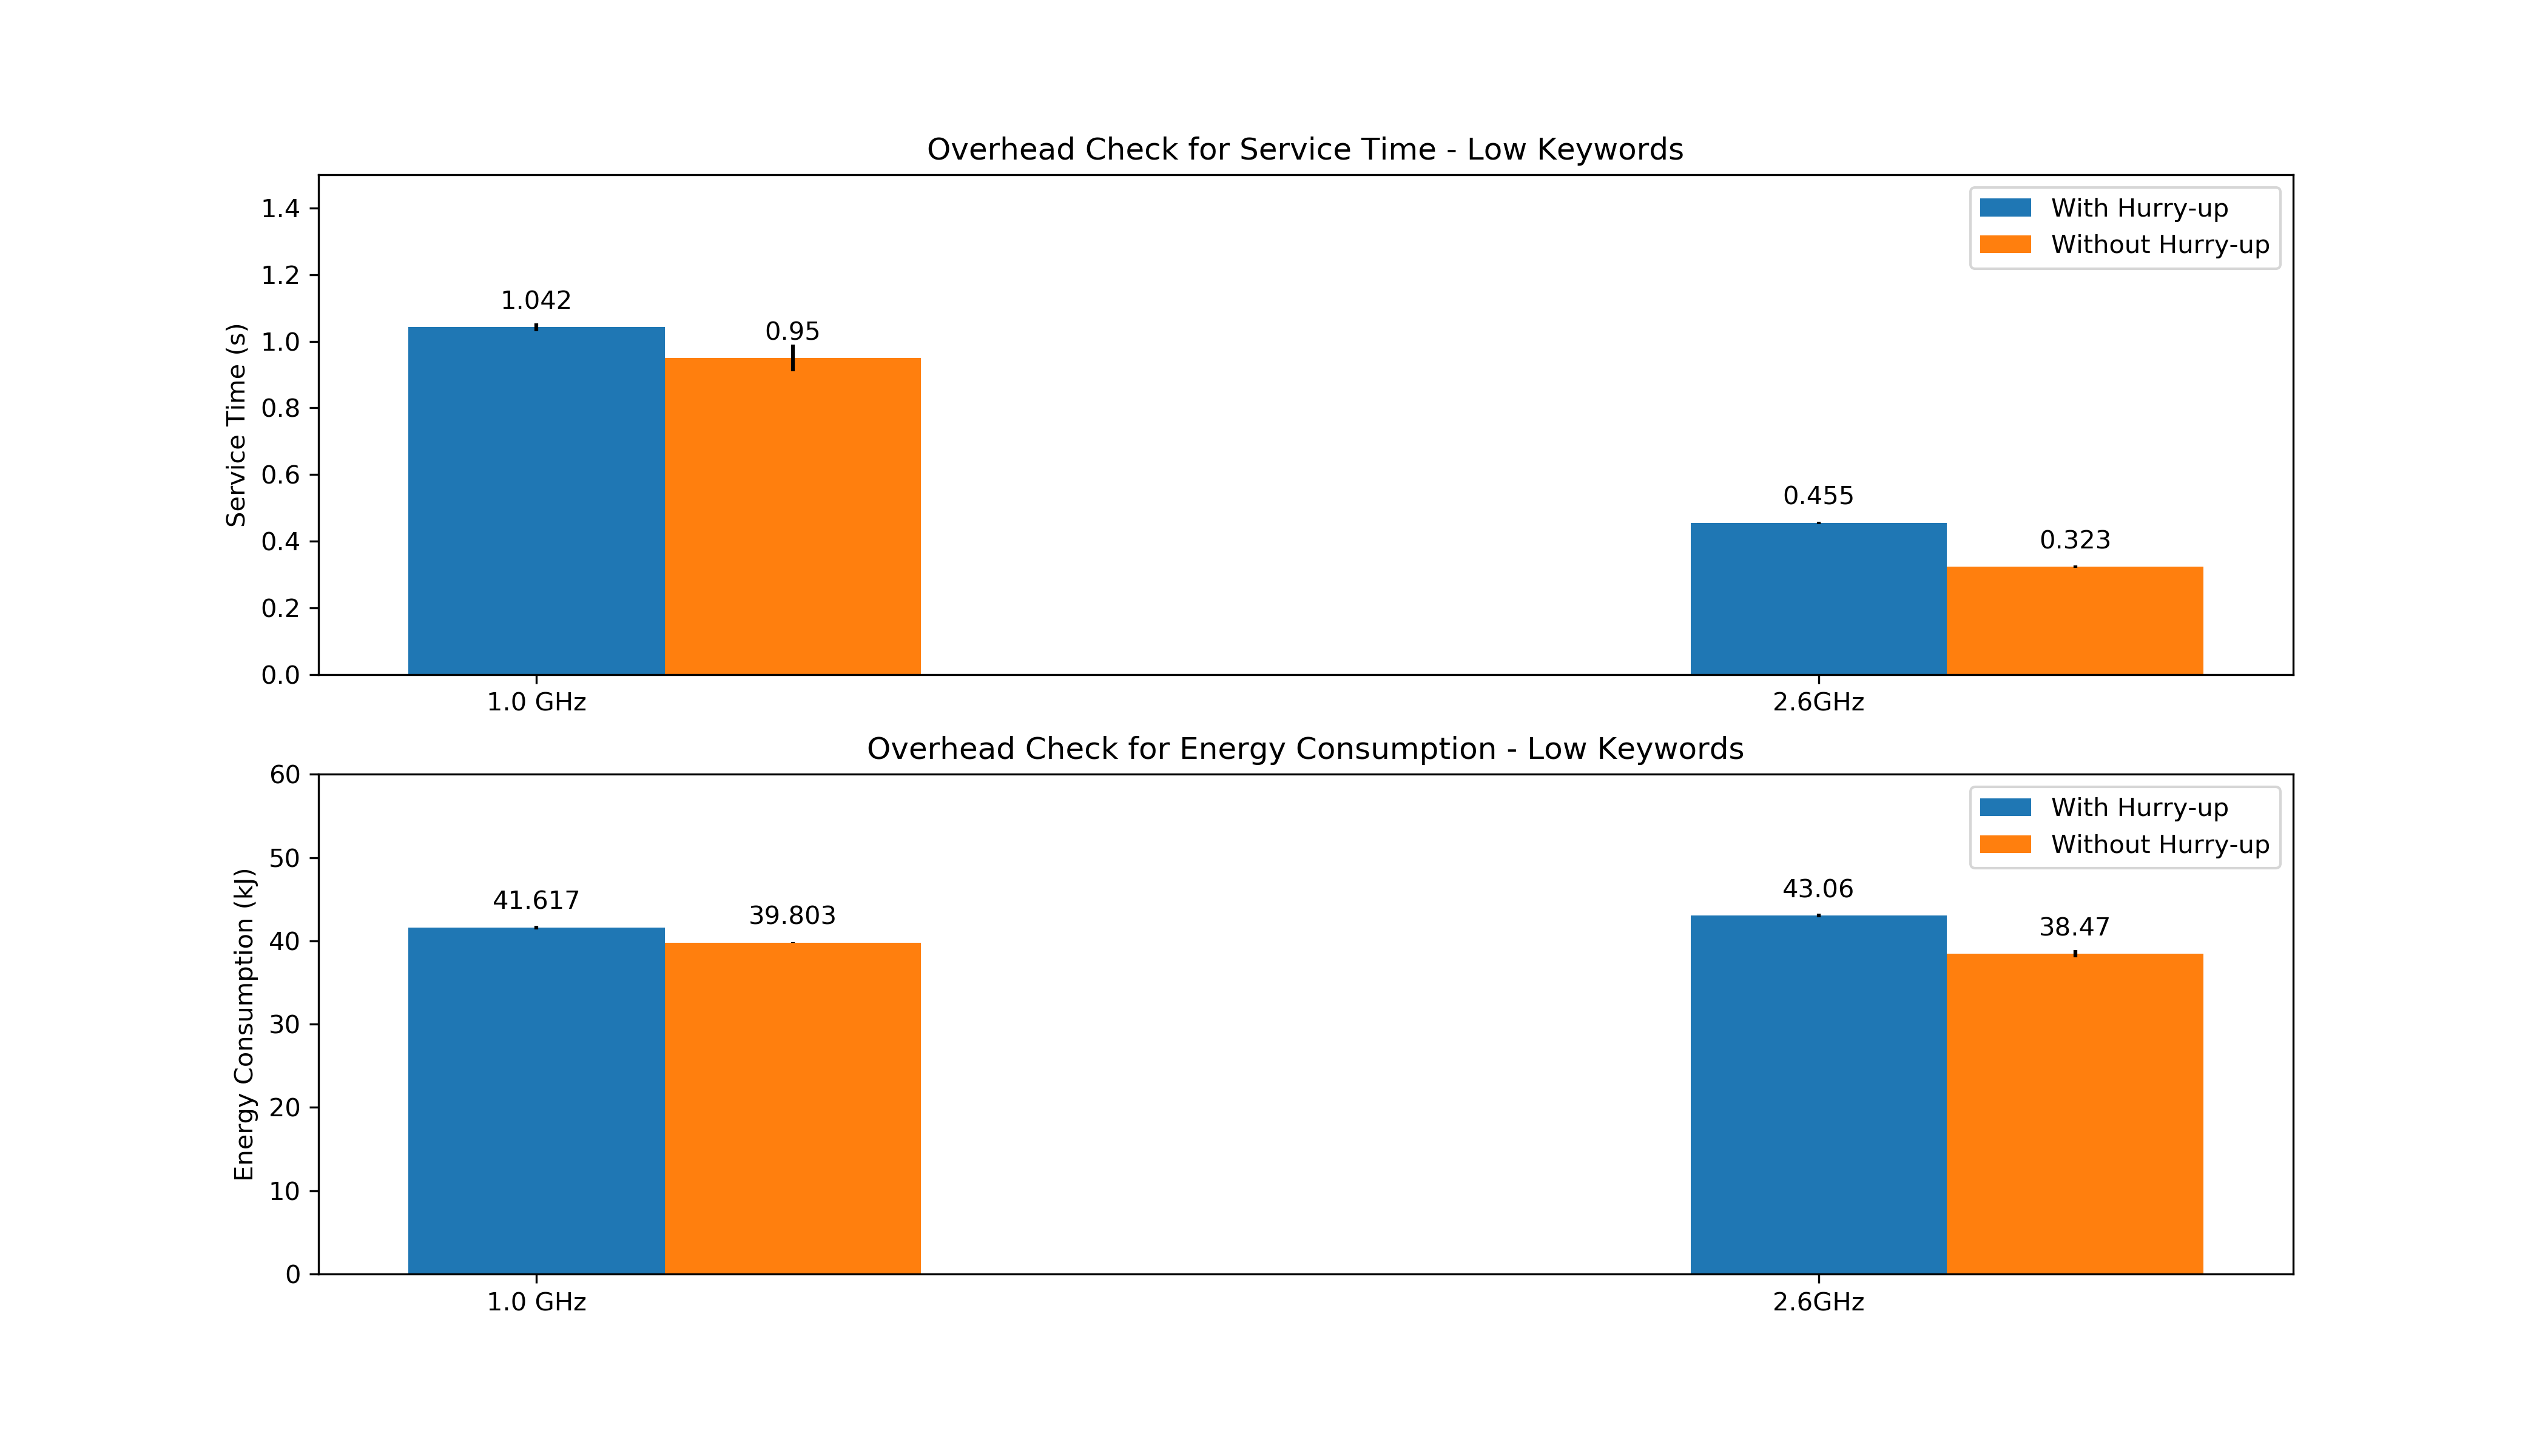 Overhead Check for Service Time - Low Keywords
Service Time (s)
1.4
1.2
1.0
0.8
0.6
0.4
0.2
0.0
1.042
0.95
0.455
0.323
With Hurry-up
Without Hurry-up
1.0 GHz
2.6GHz
Overhead Check for Energy Consumption - Low Keywords
Energy Consumption (kJ)
60
50
40
30
20
10
0
41.617
39.803
43.06
38.47
With Hurry-up
Without Hurry-up
1.0 GHz
2.6GHz